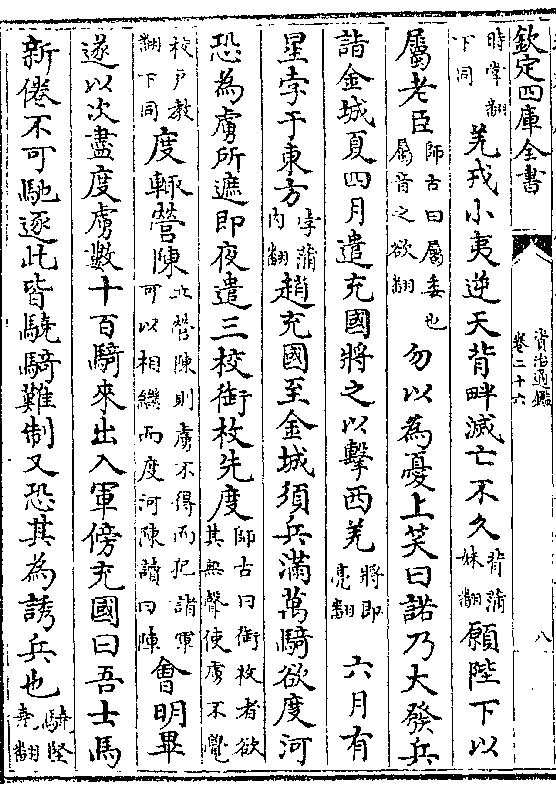 欽定四庫全書
資治通鑑
卷二十六
八
時掌翻
下同
羌戎小夷逆天背畔滅亡不久
背蒲
妹翻
願陛下以
屬老臣
師古曰屬委也
屬音之欲翻
勿以為憂上笑曰諾乃大發兵
詣金城夏四月遣充國將之以擊西羌
將即
亮翻
六月有
星孛于東方
孛蒲
内翻
趙充國至金城須兵滿萬騎欲度河
恐為虜所遮即夜遣三校銜枚先度
師古曰銜枚者欲
其無聲使虜不覺
校戶教
翻下同
度輒營陳
立營陳則虜不得而犯諸軍
可以相繼而度河陳讀曰陣
會明畢
遂以次盡度虜數十百騎來出入軍傍充國曰吾士馬
新倦不可馳逐此皆驍騎難制又恐其為誘兵也
驍堅
堯翻